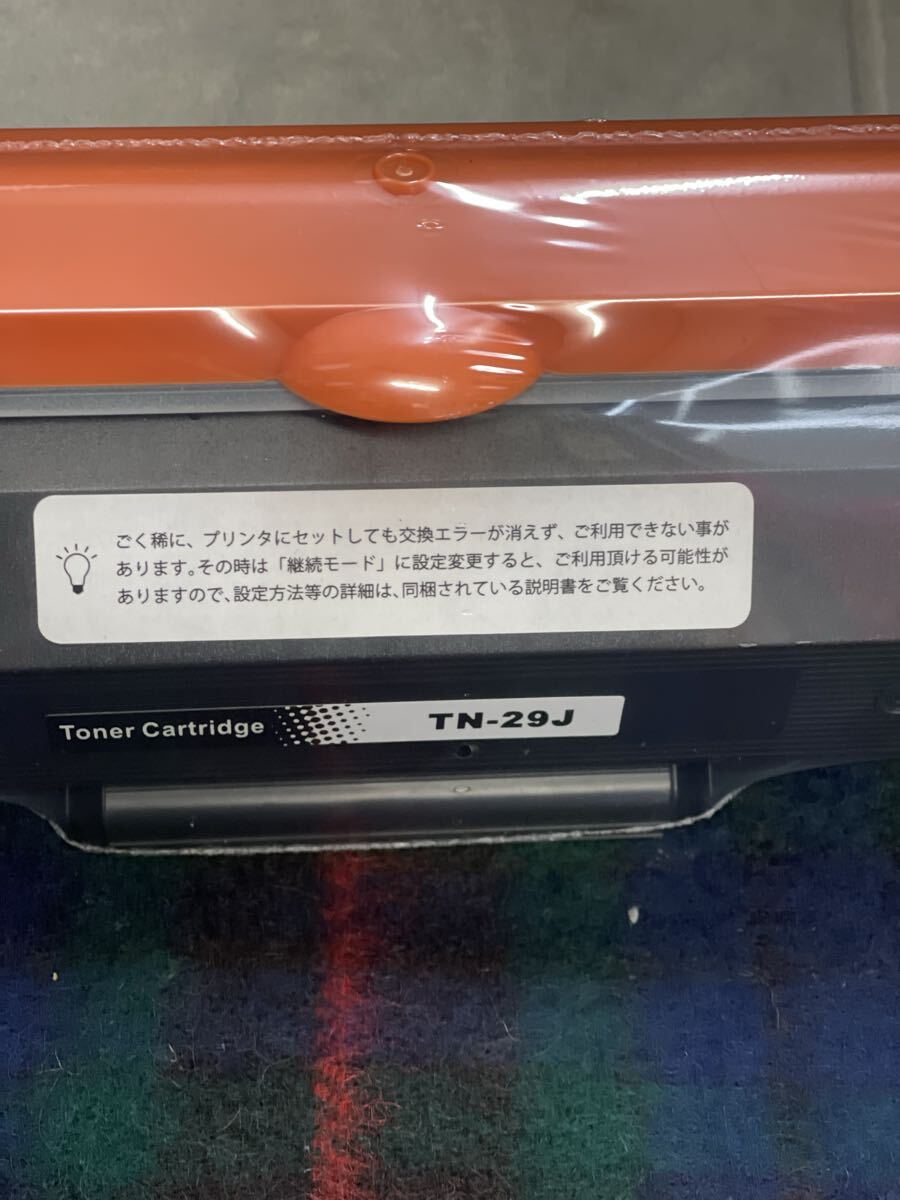 ごく稀に、プリンタにセットしても交換エラーが消えず、ご利用できない事が
あります。その時は「継続モード」に設定変更すると、ご利用頂ける可能性が
ありますので、設定方法等の詳細は、同梱されている説明書をご覧ください。
Toner Cartridge TN-29J